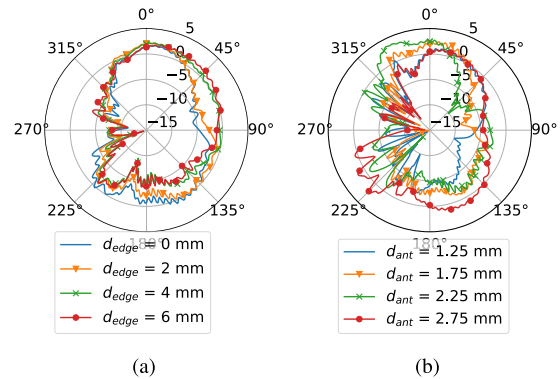 0° 5 0°
315° 0 45° 315° 5 45°
−5 0
−10 −5
−15 −10
−15
270° 90° 270° 90°
225° 135° 225° 135°
180° 180°
d_edge = 0 mm d_ant = 1.25 mm
d_edge = 2 mm d_ant = 1.75 mm
d_edge = 4 mm d_ant = 2.25 mm
d_edge = 6 mm d_ant = 2.75 mm
(a) (b)